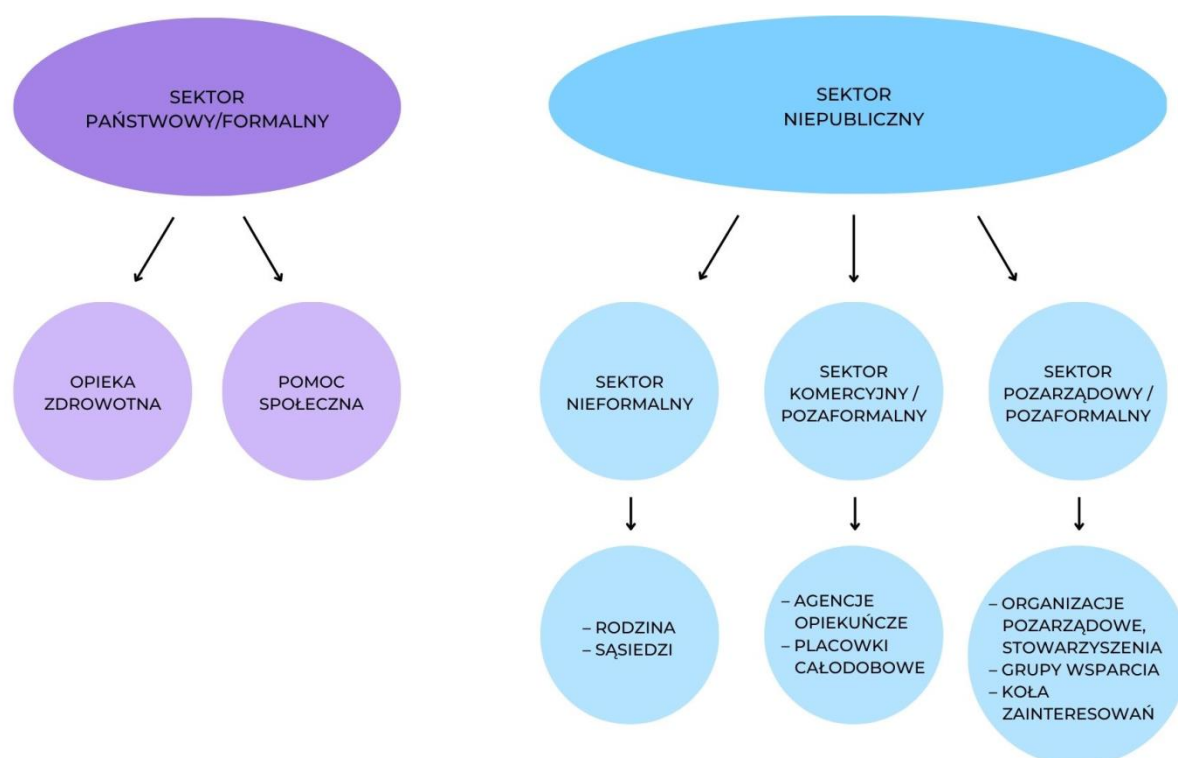 SEKTOR
PAŃSTWOWY/FORMALNY
SEKTOR
NIEPUBLICZNY
OPIEKA
ZDROWOTNA
POMOC
SPOŁECZNA
SEKTOR
NIEFORMALNY
SEKTOR
KOMERCYJNY /
POZAFORMALNY
SEKTOR
POZARZĄDOWY /
POZAFORMALNY
– RODZINA
– SĄSIEDZI
– AGENCJE
OPIEKUŃCZE
– PLACOWKI
CAŁODOBOWE
– ORGANIZACJE
POZARZĄDOWE,
STOWARZYSZENIA
– GRUPY WSPARCIA
– KOŁA
ZAINTERESOWAŃ